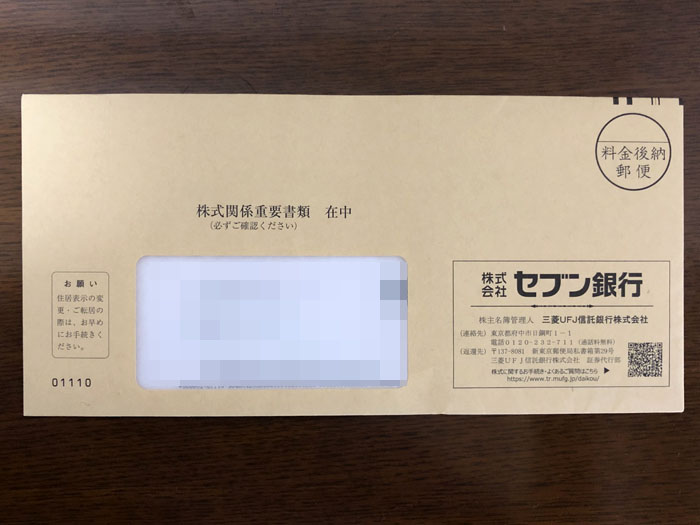 料金後納
郵便
株式関係重要書類　在中
（必ずご確認ください）
お願い
住居表示の変
更・ご転居の
際は、お早め
にお手続きく
ださい。
01110
株式会社 セブン銀行
株主名簿管理人　三菱UFJ信託銀行株式会社
（連絡先）東京都府中市日鋼町１－１
電話０１２０－２３２－７１１（通話料無料）
（返還先）〒137-8081　新東京郵便局私書箱第29号
三菱ＵＦＪ信託銀行株式会社　証券代行部
株式に関するお手続き・よくあるご質問はこちら ▶
https://www.tr.mufg.jp/daikou/